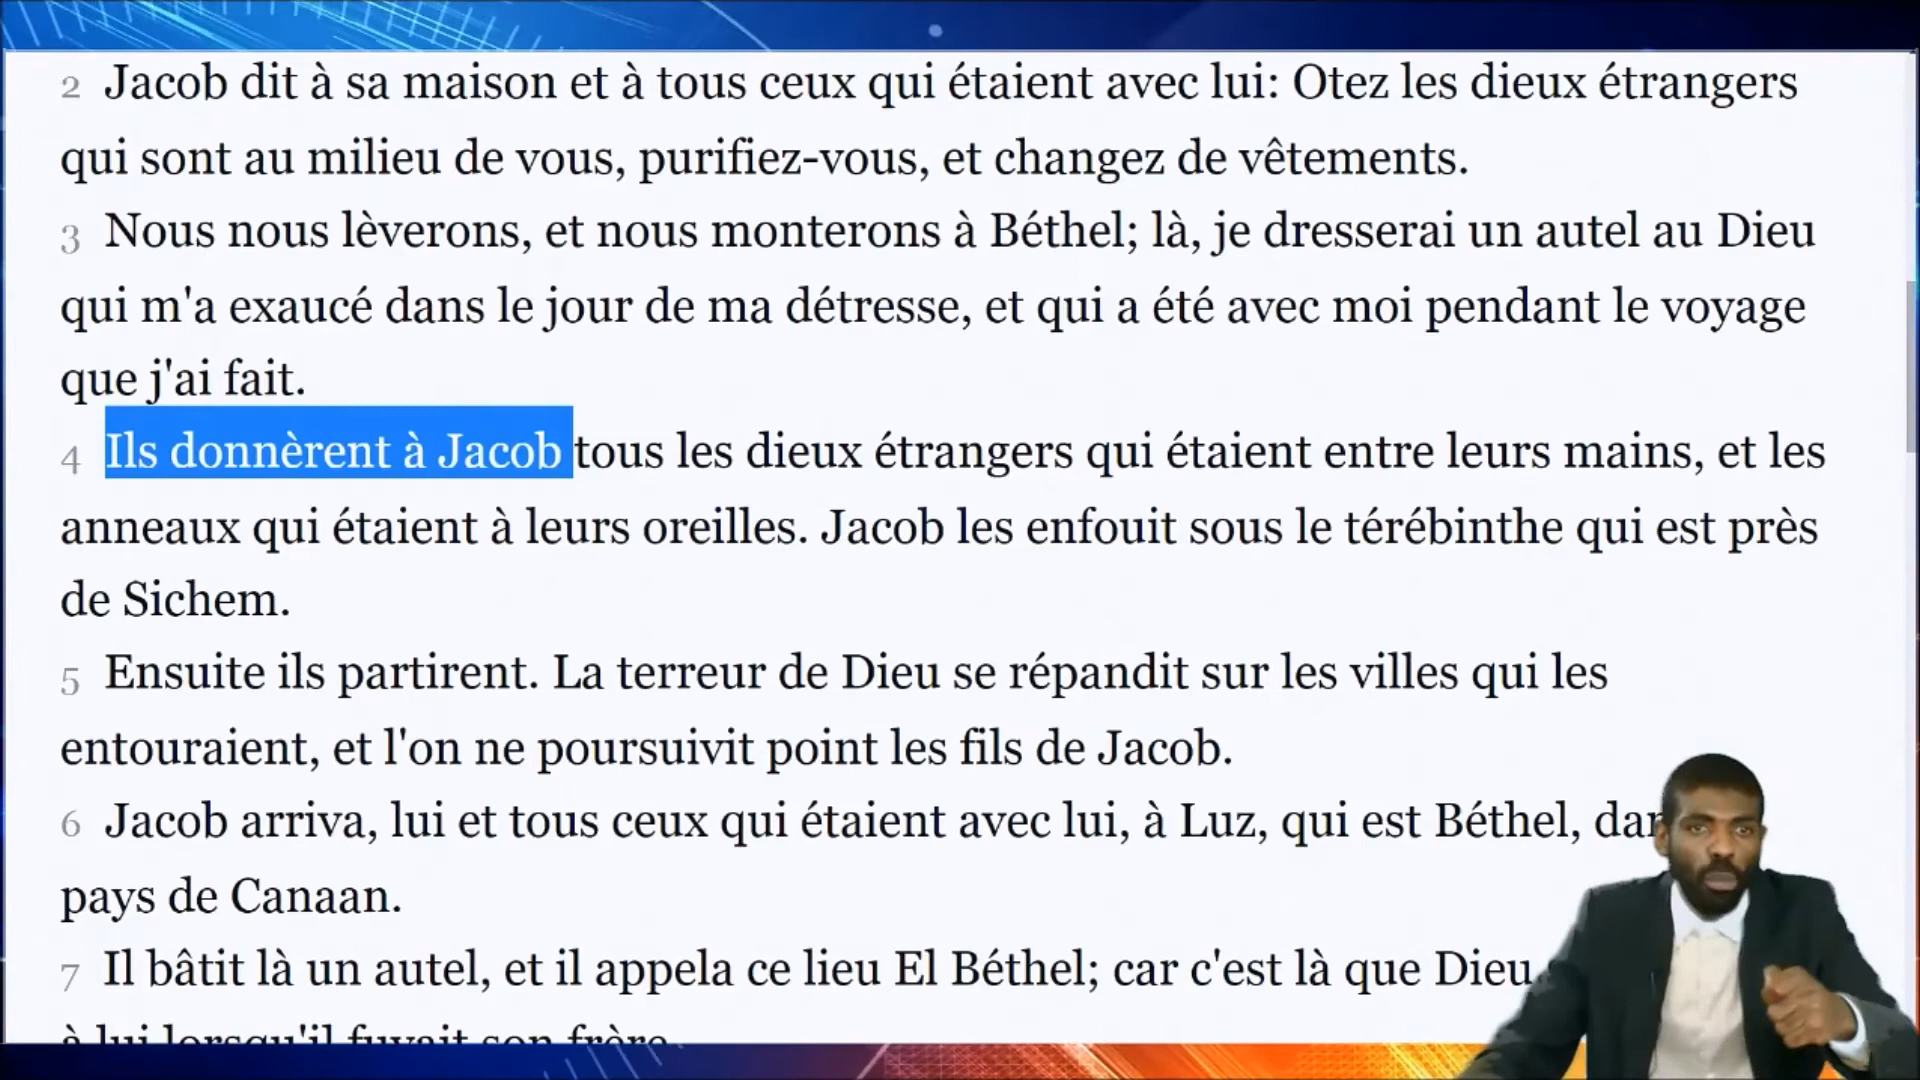 2 Jacob dit à sa maison et à tous ceux qui étaient avec lui: Otez les dieux étrangers
qui sont au milieu de vous, purifiez-vous, et changez de vêtements.
3 Nous nous lèverons, et nous monterons à Béthel; là, je dresserai un autel au Dieu
qui m'a exaucé dans le jour de ma détresse, et qui a été avec moi pendant le voyage
que j'ai fait.
4 Ils donnèrent à Jacob tous les dieux étrangers qui étaient entre leurs mains, et les
anneaux qui étaient à leurs oreilles. Jacob les enfouit sous le térébinthe qui est près
de Sichem.
5 Ensuite ils partirent. La terreur de Dieu se répandit sur les villes qui les
entouraient, et l'on ne poursuivit point les fils de Jacob.
6 Jacob arriva, lui et tous ceux qui étaient avec lui, à Luz, qui est Béthel,
pays de Canaan.
7 Il bâtit là un autel, et il appela ce lieu El Béthel; car c'est là que Dieu
à lui lorsqu'il fuyait son frère.